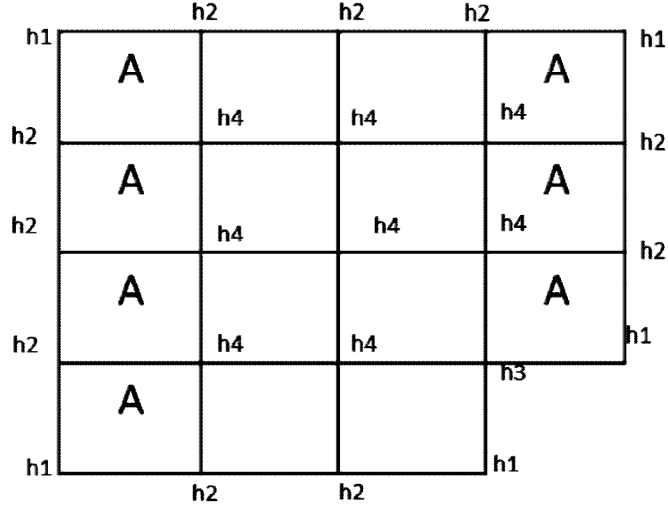 h2 h2 h2
h1 A A h1
h4 h4 h4
h2 h2
A A
h2 h4 h4 h4
h2
A A
h1
h2 h4 h4
h3
A
h1 h1
h2 h2